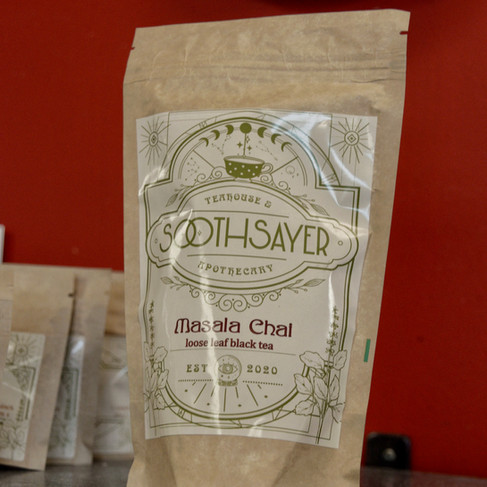 TEAHOUSE &
SOOTHSAYER
APOTHECARY
Masala Chai
loose leaf black tea
EST 2020